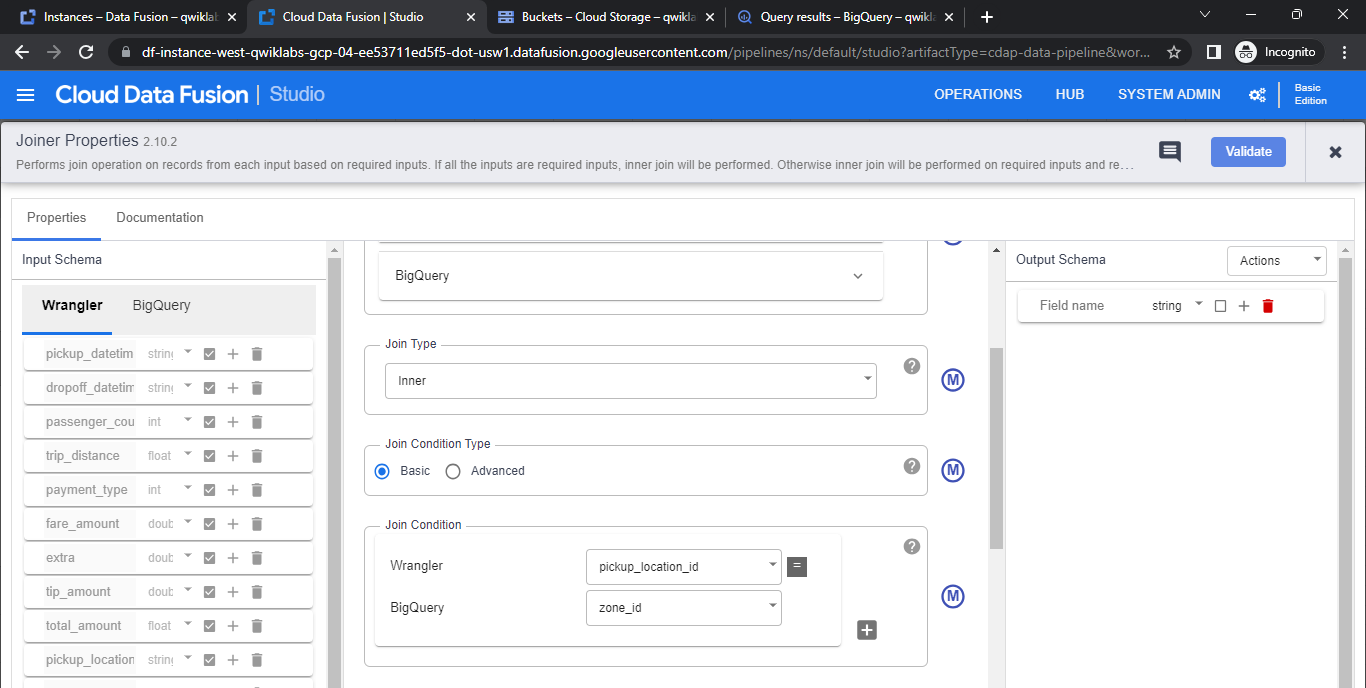 Instances – Data Fusion – qwikla
Cloud Data Fusion | Studio
Buckets – Cloud Storage – qwikla
Query results – BigQuery – qwikl
df-instance-west-qwiklabs-gcp-04-ee53711ed5f5-dot-usw1.datafusion.googleusercontent.com/pipelines/ns/default/studio?artifactType=cdap-data-pipeline&wor...
Incognito
Cloud Data Fusion | Studio
OPERATIONS
HUB
SYSTEM ADMIN
Basic
Edition
Joiner Properties 2.10.2
Performs join operation on records from each input based on required inputs. If all the inputs are required inputs, inner join will be performed. Otherwise inner join will be performed on required inputs and re…
Validate
Properties
Documentation
Input Schema
Wrangler
BigQuery
pickup_datetim string
dropoff_datetim string
passenger_cou int
trip_distance float
payment_type int
fare_amount doub
extra doub
tip_amount doub
total_amount float
pickup_location string
BigQuery
Join Type
Inner
M
Join Condition Type
Basic
Advanced
M
Join Condition
Wrangler
pickup_location_id
=
BigQuery
zone_id
M
Output Schema
Actions
Field name
string